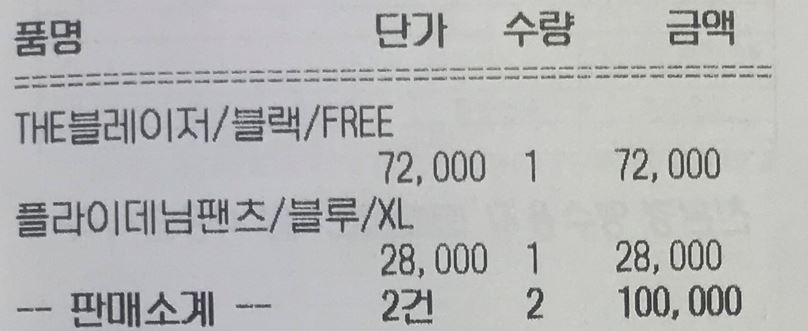 품명 단가 수량 금액
================================================
THE블레이저/블랙/FREE
72,000 1 72,000
플라이데님팬츠/블루/XL
28,000 1 28,000
-- 판매소계 -- 2건 2 100,000